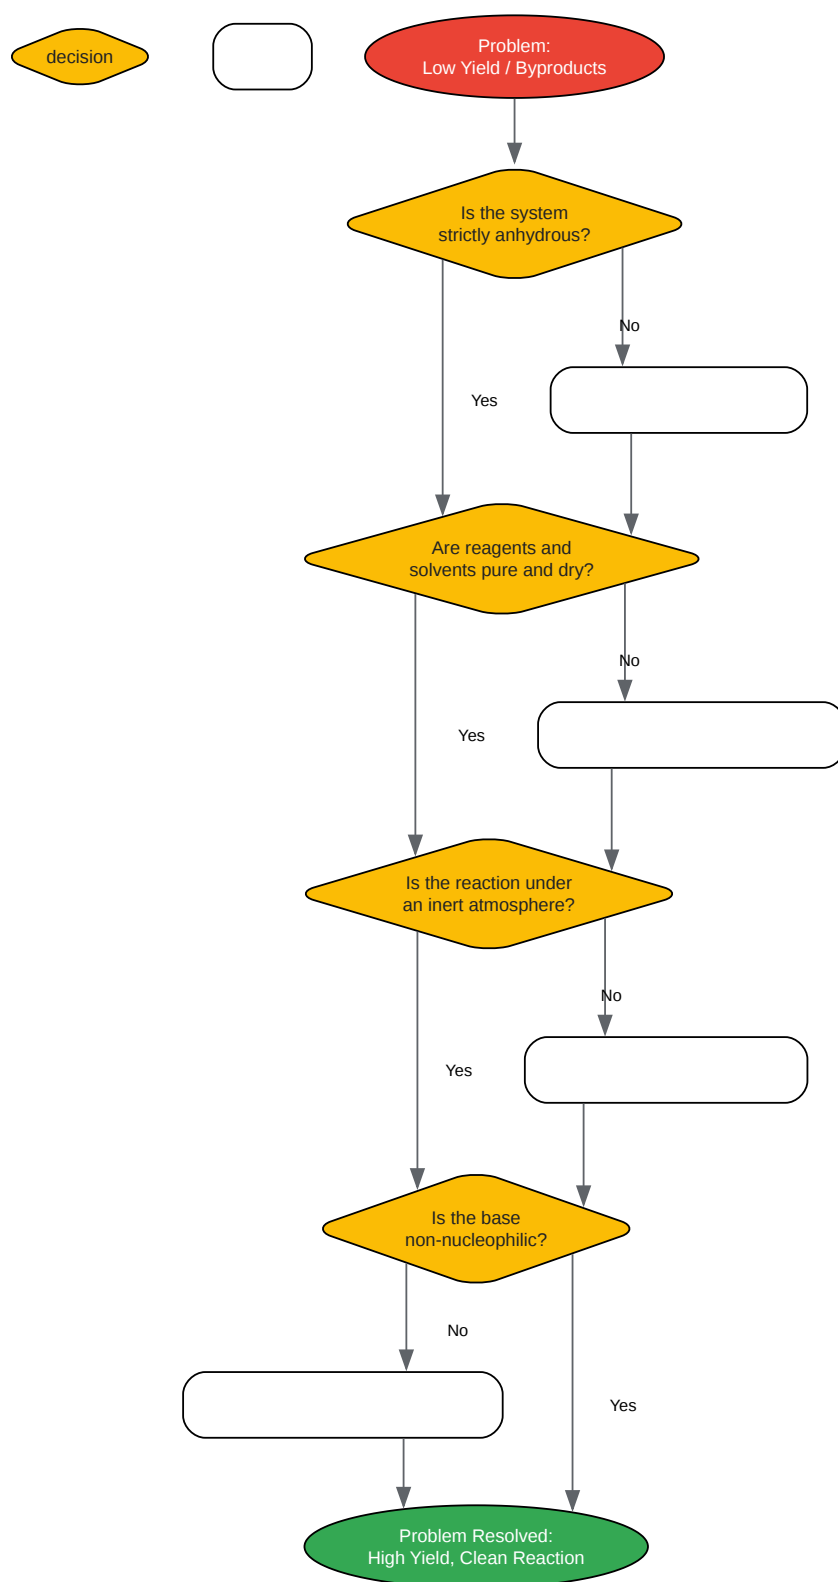 decision
Problem:
Low Yield / Byproducts
Is the system
strictly anhydrous?
No
Yes
Are reagents and
solvents pure and dry?
No
Yes
Is the reaction under
an inert atmosphere?
No
Yes
Is the base
non-nucleophilic?
No
Yes
Problem Resolved:
High Yield, Clean Reaction